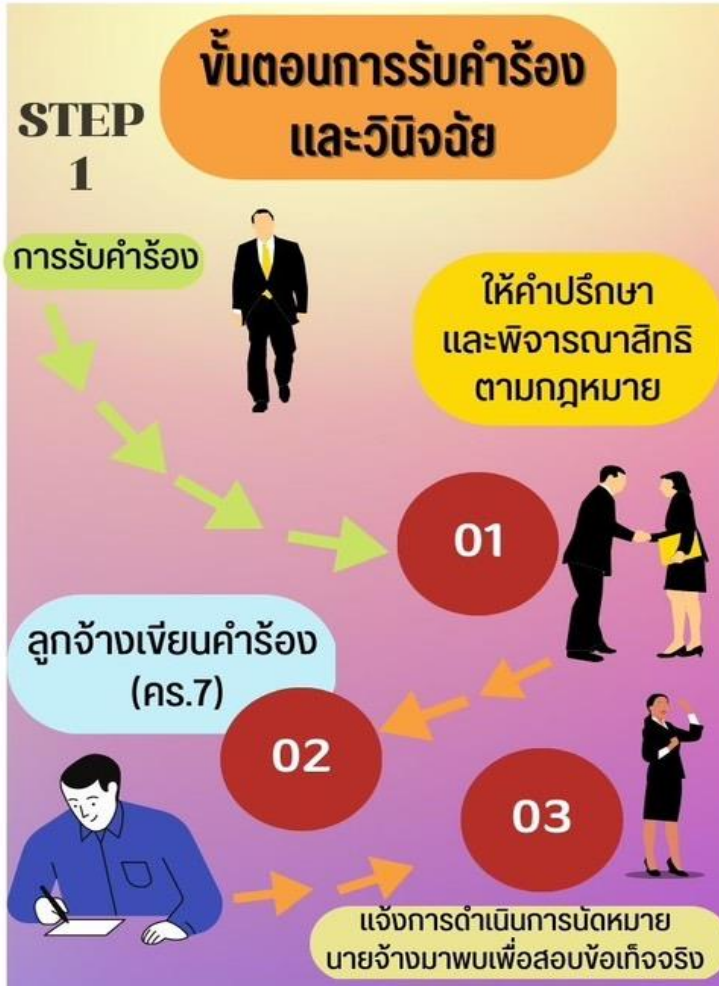 ขั้นตอนการรับคำร้อง
และวินิจฉัย
STEP
1
การรับคำร้อง
ให้คำปรึกษา
และพิจารณาสิทธิ
ตามกฎหมาย
01
ลูกจ้างเขียนคำร้อง
(คร.7)
02
03
แจ้งการดำเนินการนัดหมาย
นายจ้างมาพบเพื่อสอบข้อเท็จจริง